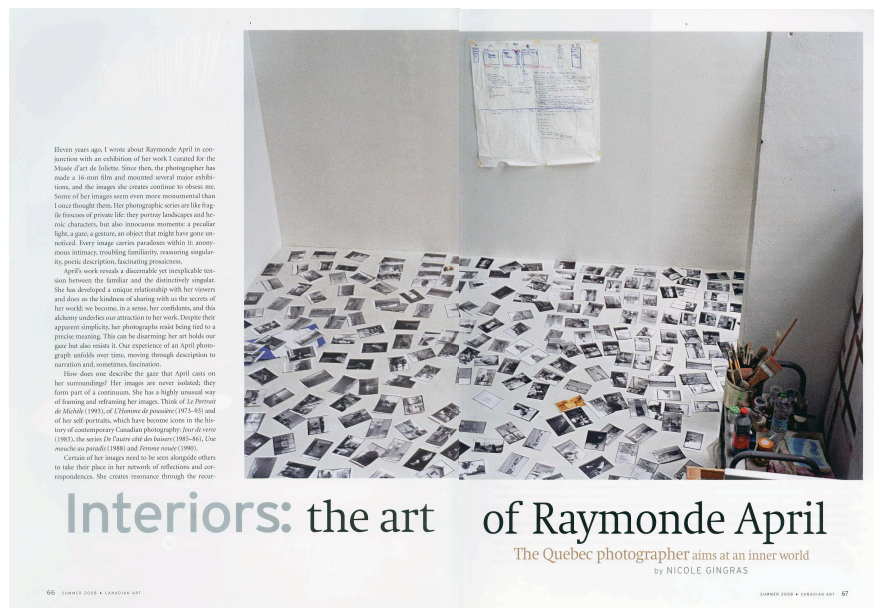 Eleven years ago, I wrote about Raymonde April in con-
junction with an exhibition of her work I curated for the
Musée d'art de Joliette. Since then, the photographer has
made a 16-mm film and mounted several major exhibi-
tions, and the images she creates continue to obsess me.
Some of her images seem even more monumental than
I once thought them. Her photographic series are like frag-
ile frescoes of private life: they portray landscapes and he-
roic characters, but also innocuous moments: a peculiar
light, a gaze, a gesture, an object that might have gone un-
noticed. Every image carries paradoxes within it: anony-
mous intimacy, troubling familiarity, reassuring singular-
ity, poetic description, fascinating prosaicness.
April's work reveals a discernable yet inexplicable ten-
sion between the familiar and the distinctively singular.
She has developed a unique relationship with her viewers
and does us the kindness of sharing with us the secrets of
her world: we become, in a sense, her confidants, and this
alchemy underlies our attraction to her work. Despite their
apparent simplicity, her photographs resist being tied to a
precise meaning. This can be disarming: her art holds our
gaze but also resists it. Our experience of an April photo-
graph unfolds over time, moving through description to
narration and, sometimes, fascination.
How does one describe the gaze that April casts on
her surroundings? Her images are never isolated; they
form part of a continuum. She has a highly unusual way
of framing and reframing her images. Think of Le Portrait
de Michèle (1993), of L'Homme de poussière (1973–93) and
of her self-portraits, which have become icons in the his-
tory of contemporary Canadian photography: Jour de verre
(1983), the series De l'autre côté des baisers (1985–86), Une
mouche au paradis (1988) and Femme nouée (1990).
Certain of her images need to be seen alongside others
to take their place in her network of reflections and cor-
respondences. She creates resonance through the recur-
Interiors: the art of Raymonde April
The Quebec photographer aims at an inner world
by NICOLE GINGRAS
66 SUMMER 2008 • CANADIAN ART
SUMMER 2008 • CANADIAN ART 67